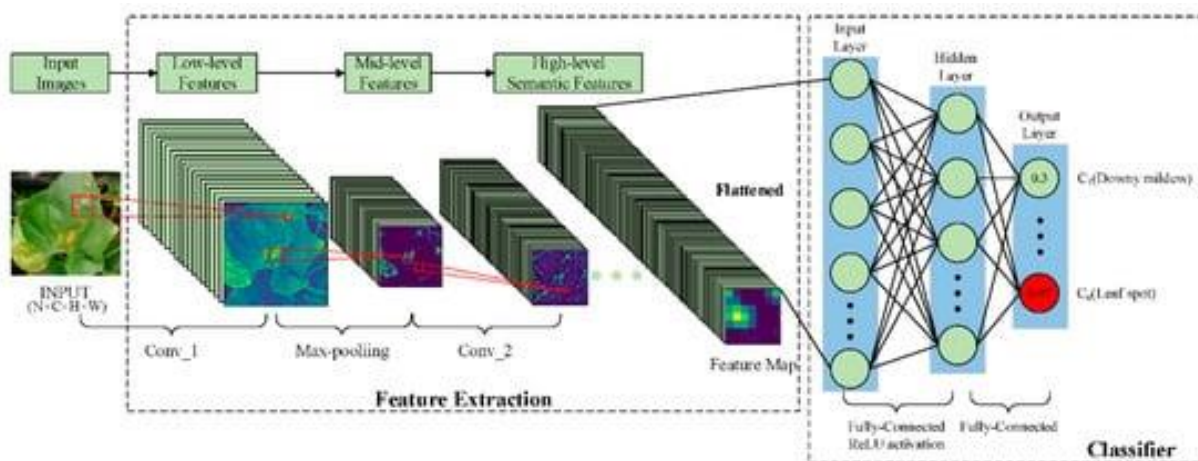 Input
Images
Low-level
Features
Mid-level
Features
High-level
Semantic Features
INPUT
(N×C×H×W)
Conv_1
Max-pooliing
Conv_2
Feature Map
Flattened
Feature Extraction
Input
Layer
Hidden
Layer
Output
Layer
0.3
C₁(Downy mildew)
Cₙ(Leaf spot)
Fully-Connected
ReLU activation
Fully-Connected
Classifier